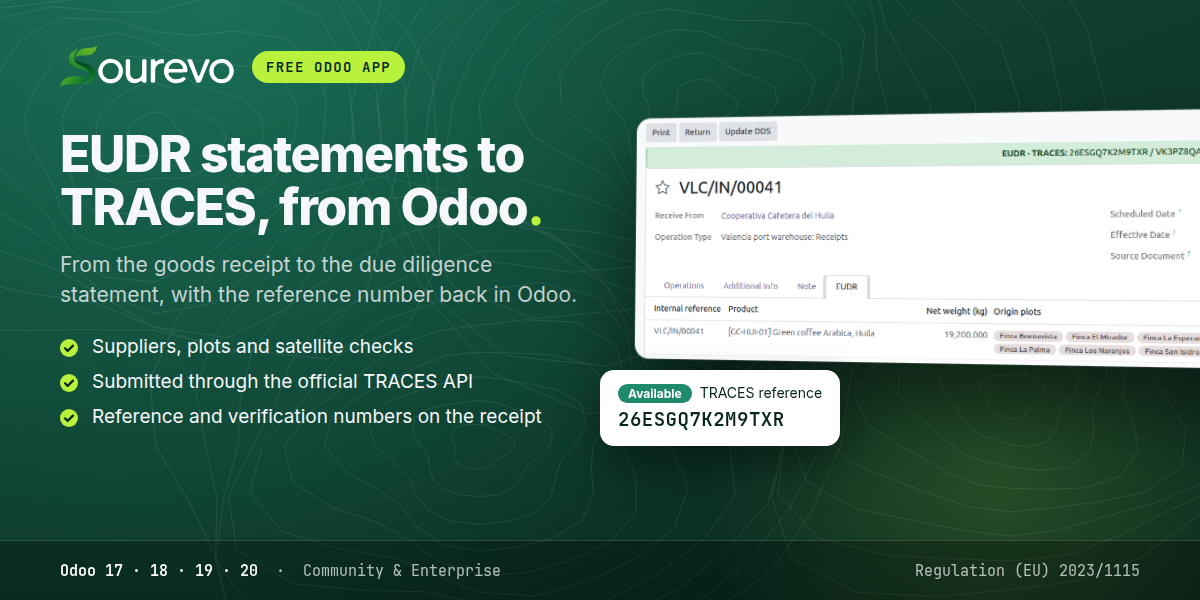 Sourevo
FREE ODOO APP
EUDR statements to
TRACES, from Odoo.
From the goods receipt to the due diligence
statement, with the reference number back in Odoo.
Suppliers, plots and satellite checks
Submitted through the official TRACES API
Reference and verification numbers on the receipt
Print Return Update DDS
EUDR · TRACES: 26ESGQ7K2M9TXR / VK3PZ8QA
VLC/IN/00041
Receive From Cooperativa Cafetera del Huila
Scheduled Date ?
Operation Type Valencia port warehouse: Receipts
Effective Date ?
Source Document ?
Operations Additional Info Note EUDR
Internal reference Product Net weight (kg) Origin plots
VLC/IN/00041 [GC-HUI-01] Green coffee Arabica, Huila 19,200.000 Finca Buenavista Finca El Mirador Finca La Esperan
Finca La Palma Finca Los Naranjos Finca San Isidro
Available TRACES reference
26ESGQ7K2M9TXR
Odoo 17 · 18 · 19 · 20 · Community & Enterprise
Regulation (EU) 2023/1115